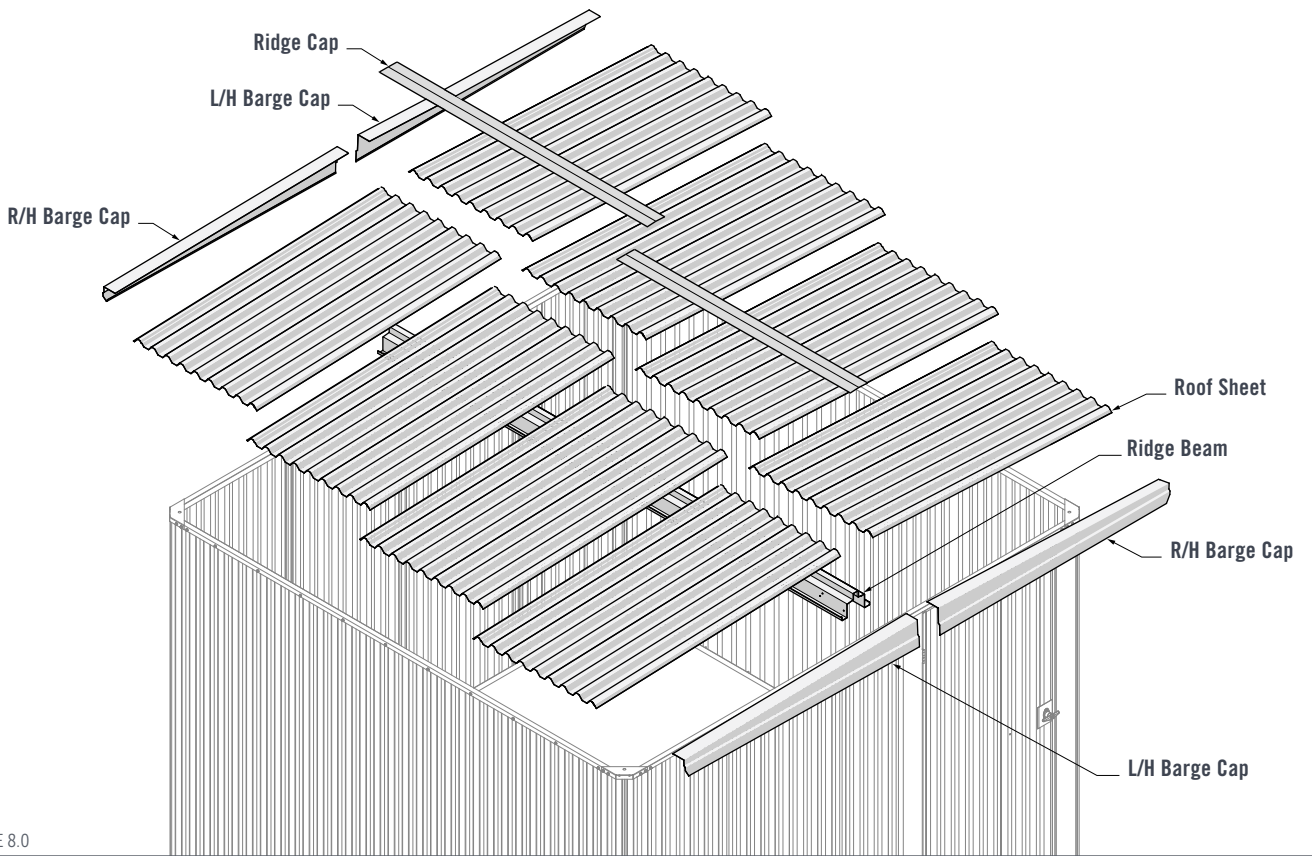 Ridge Cap
L/H Barge Cap
R/H Barge Cap
Roof Sheet
Ridge Beam
R/H Barge Cap
L/H Barge Cap
E 8.0